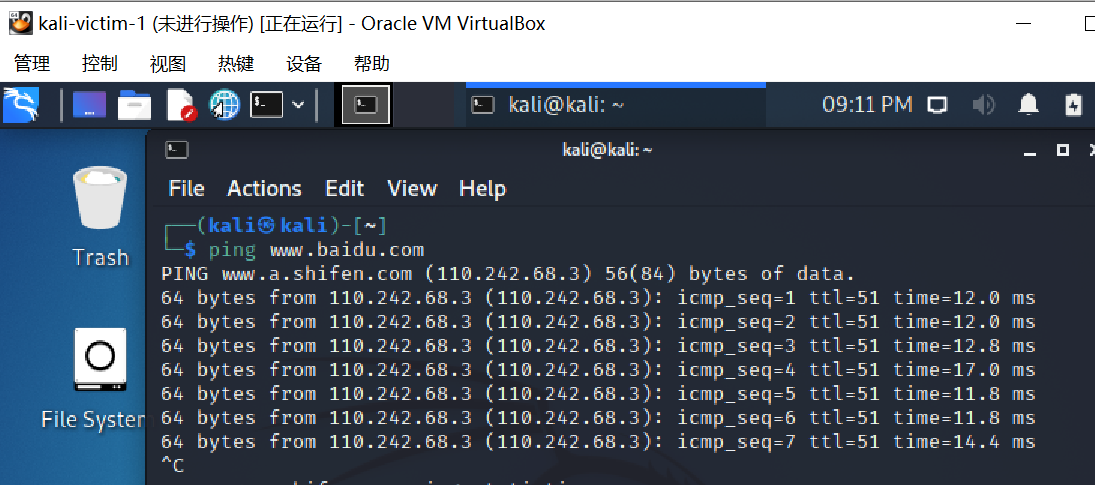 kali-victim-1 (未进行操作) [正在运行] - Oracle VM VirtualBox
管理 控制 视图 热键 设备 帮助
kali@kali: ~ 09:11 PM
kali@kali: ~
File Actions Edit View Help
Trash
File System
┌──(kali㉿kali)-[~]
└─$ ping www.baidu.com
PING www.a.shifen.com (110.242.68.3) 56(84) bytes of data.
64 bytes from 110.242.68.3 (110.242.68.3): icmp_seq=1 ttl=51 time=12.0 ms
64 bytes from 110.242.68.3 (110.242.68.3): icmp_seq=2 ttl=51 time=12.0 ms
64 bytes from 110.242.68.3 (110.242.68.3): icmp_seq=3 ttl=51 time=12.8 ms
64 bytes from 110.242.68.3 (110.242.68.3): icmp_seq=4 ttl=51 time=17.0 ms
64 bytes from 110.242.68.3 (110.242.68.3): icmp_seq=5 ttl=51 time=11.8 ms
64 bytes from 110.242.68.3 (110.242.68.3): icmp_seq=6 ttl=51 time=11.8 ms
64 bytes from 110.242.68.3 (110.242.68.3): icmp_seq=7 ttl=51 time=14.4 ms
^C